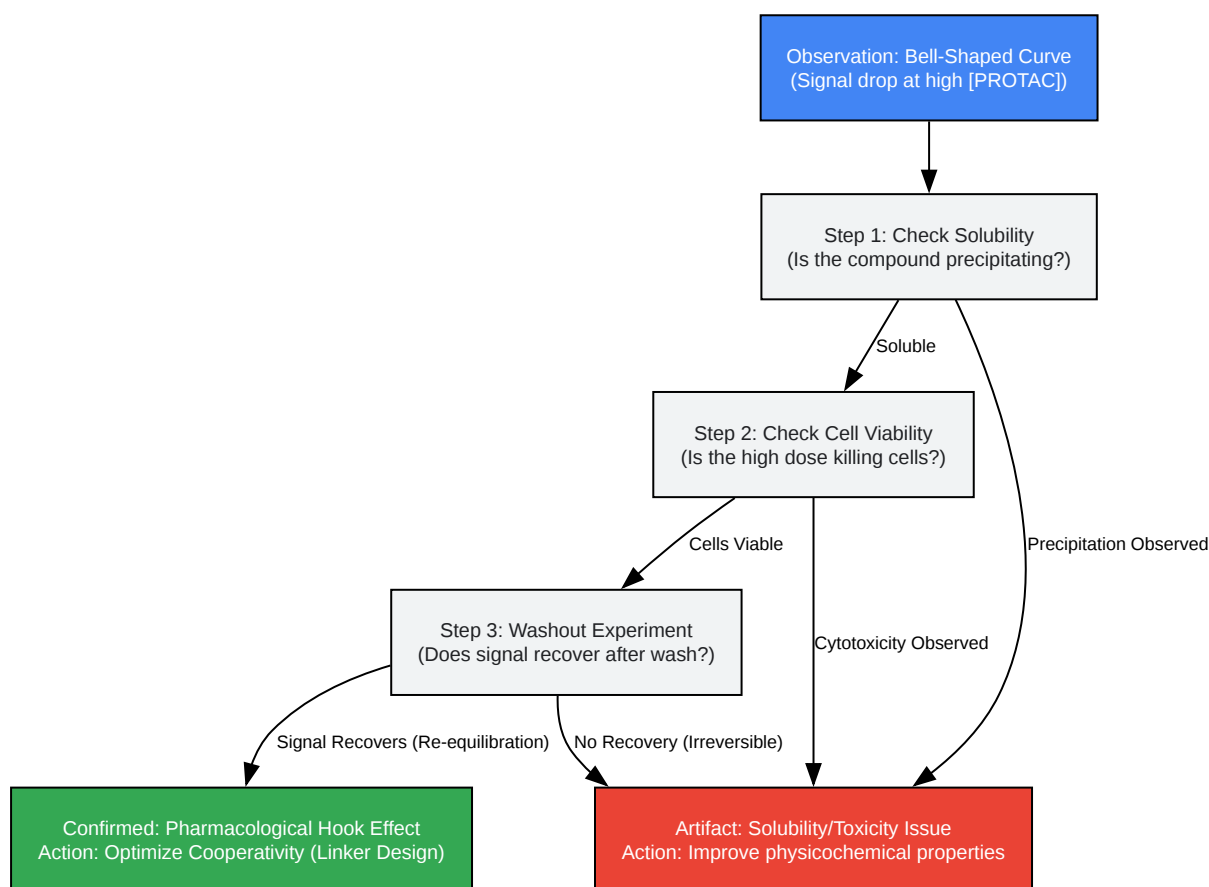 Observation: Bell-Shaped Curve
(Signal drop at high [PROTAC])
Step 1: Check Solubility
(Is the compound precipitating?)
Soluble
Step 2: Check Cell Viability
(Is the high dose killing cells?)
Cells Viable
Precipitation Observed
Step 3: Washout Experiment
(Does signal recover after wash?)
Cytotoxicity Observed
Signal Recovers (Re-equilibration)
No Recovery (Irreversible)
Confirmed: Pharmacological Hook Effect
Action: Optimize Cooperativity (Linker Design)
Artifact: Solubility/Toxicity Issue
Action: Improve physicochemical properties